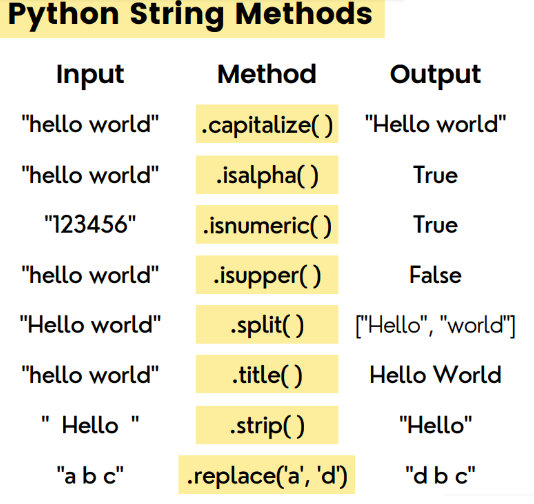 Python String Methods
Input Method Output
"hello world" .capitalize( ) "Hello world"
"hello world" .isalpha( ) True
"123456" .isnumeric( ) True
"hello world" .isupper( ) False
"Hello world" .split( ) ["Hello", "world"]
"hello world" .title( ) Hello World
" Hello " .strip( ) "Hello"
"a b c" .replace('a', 'd') "d b c"